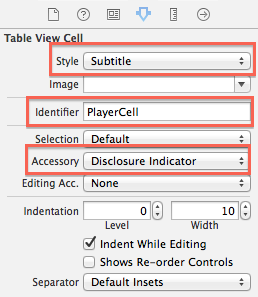 Table View Cell
Style Subtitle
Image
Identifier PlayerCell
Selection Default
Accessory Disclosure Indicator
Editing Acc. None
Indentation 0 10
Level Width
Indent While Editing
Shows Re-order Controls
Separator Default Insets